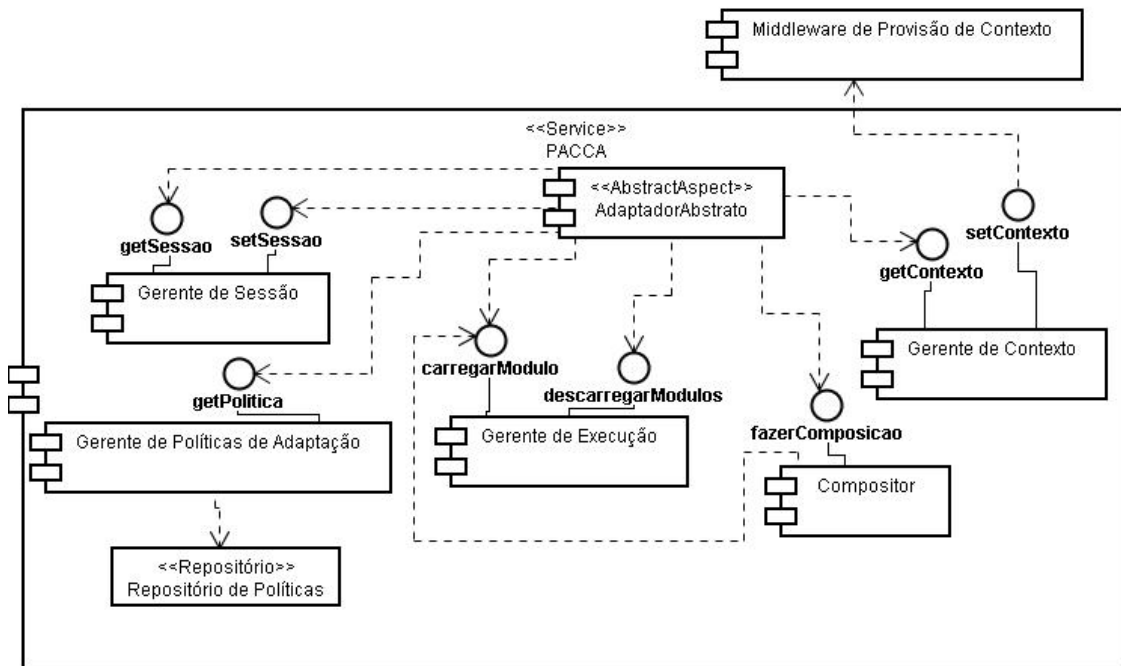 Middleware de Provisão de Contexto
<<Service>>
PACCA
<<AbstractAspect>>
AdaptadorAbstrato
getSessao
setSessao
setContexto
getContexto
Gerente de Sessão
Gerente de Contexto
carregarModulo
descarregarModulos
getPolitica
fazerComposicao
Gerente de Políticas de Adaptação
Gerente de Execução
Compositor
<<Repositório>>
Repositório de Políticas